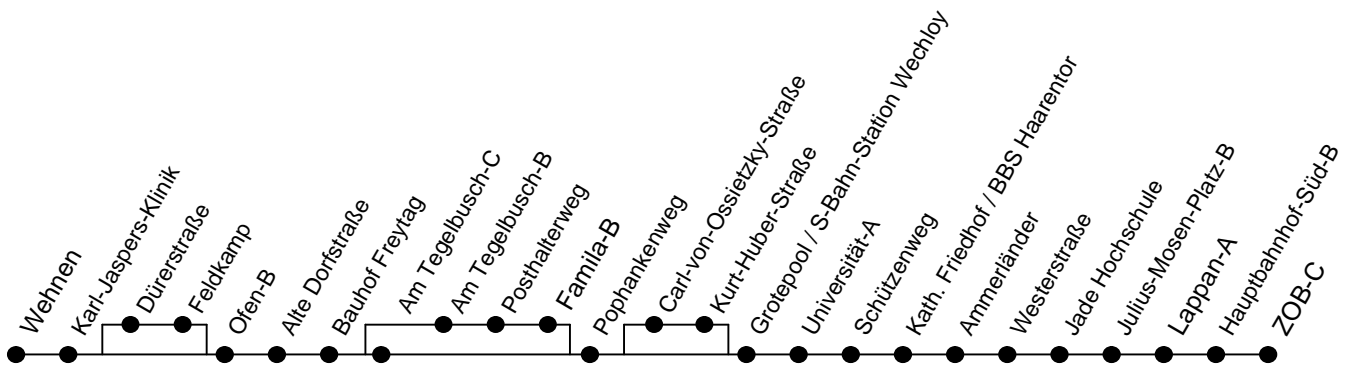 Wehnen
Karl-Jaspers-Klinik
Dürerstraße
Feldkamp
Ofen-B
Alte Dorfstraße
Bauhof Freytag
Am Tegelbusch-C
Am Tegelbusch-B
Posthalterweg
Famila-B
Pophankenweg
Carl-von-Ossietzky-Straße
Kurt-Huber-Straße
Grotepool / S-Bahn-Station Wechloy
Universität-A
Schützenweg
Kath. Friedhof / BBS Haarentor
Ammerländer
Westerstraße
Jade Hochschule
Julius-Mosen-Platz-B
Lappan-A
Hauptbahnhof-Süd-B
ZOB-C